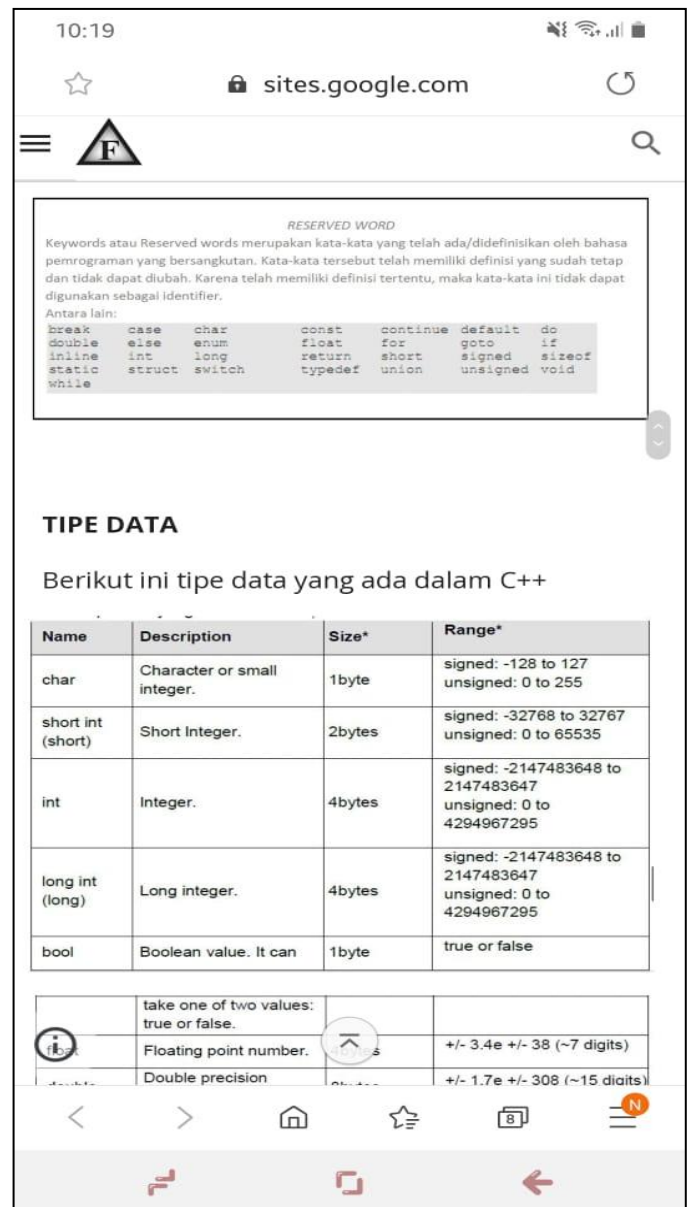 10:19
sites.google.com
F
RESERVED WORD
Keywords atau Reserved words merupakan kata-kata yang telah ada/didefinisikan oleh bahasa
pemrograman yang bersangkutan. Kata-kata tersebut telah memiliki definisi yang sudah tetap
dan tidak dapat diubah. Karena telah memiliki definisi tertentu, maka kata-kata ini tidak dapat
digunakan sebagai identifier.
Antara lain:
break case char const continue default do
double else enum float for goto if
inline int long return short signed sizeof
static struct switch typedef union unsigned void
while
TIPE DATA
Berikut ini tipe data yang ada dalam C++
Name Description Size* Range*
char Character or small integer. 1byte signed: -128 to 127
unsigned: 0 to 255
short int (short) Short Integer. 2bytes signed: -32768 to 32767
unsigned: 0 to 65535
int Integer. 4bytes signed: -2147483648 to
2147483647
unsigned: 0 to
4294967295
long int (long) Long integer. 4bytes signed: -2147483648 to
2147483647
unsigned: 0 to
4294967295
bool Boolean value. It can 1byte true or false
take one of two values:
true or false.
Floating point number. +/- 3.4e +/- 38 (~7 digits)
Double precision +/- 1.7e +/- 308 (~15 digits)
8
N